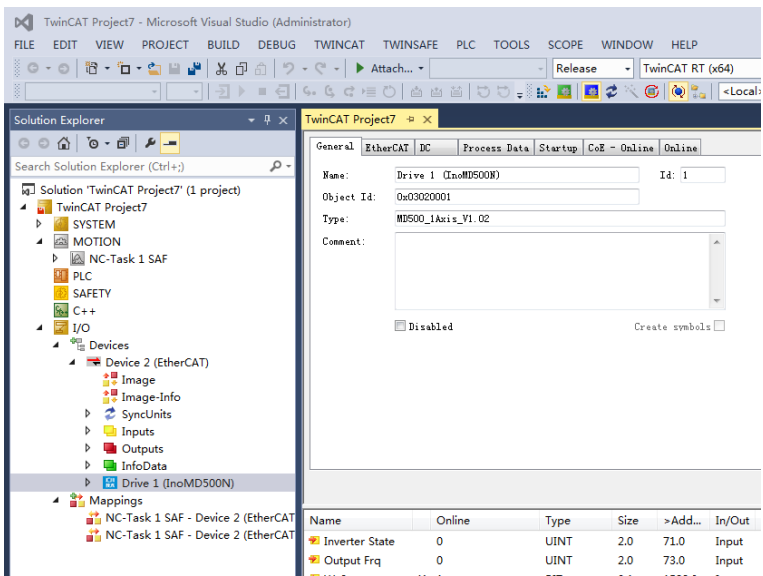 TwinCAT Project7 - Microsoft Visual Studio (Administrator)
FILE EDIT VIEW PROJECT BUILD DEBUG TWINCAT TWINSAFE PLC TOOLS SCOPE WINDOW HELP
Attach... Release TwinCAT RT (x64)
<Local>
Solution Explorer
Search Solution Explorer (Ctrl+;)
Solution 'TwinCAT Project7' (1 project)
TwinCAT Project7
SYSTEM
MOTION
NC-Task 1 SAF
PLC
SAFETY
C++
I/O
Devices
Device 2 (EtherCAT)
Image
Image-Info
SyncUnits
Inputs
Outputs
InfoData
Drive 1 (InoMD500N)
Mappings
NC-Task 1 SAF - Device 2 (EtherCAT
NC-Task 1 SAF - Device 2 (EtherCAT
TwinCAT Project7
General EtherCAT DC Process Data Startup CoE - Online Online
Name: Drive 1 (InoMD500N) Id: 1
Object Id: 0x03020001
Type: MD500_1Axis_V1.02
Comment:
Disabled Create symbols
Name Online Type Size >Add... In/Out
Inverter State 0 UINT 2.0 71.0 Input
Output Frq 0 UINT 2.0 73.0 Input